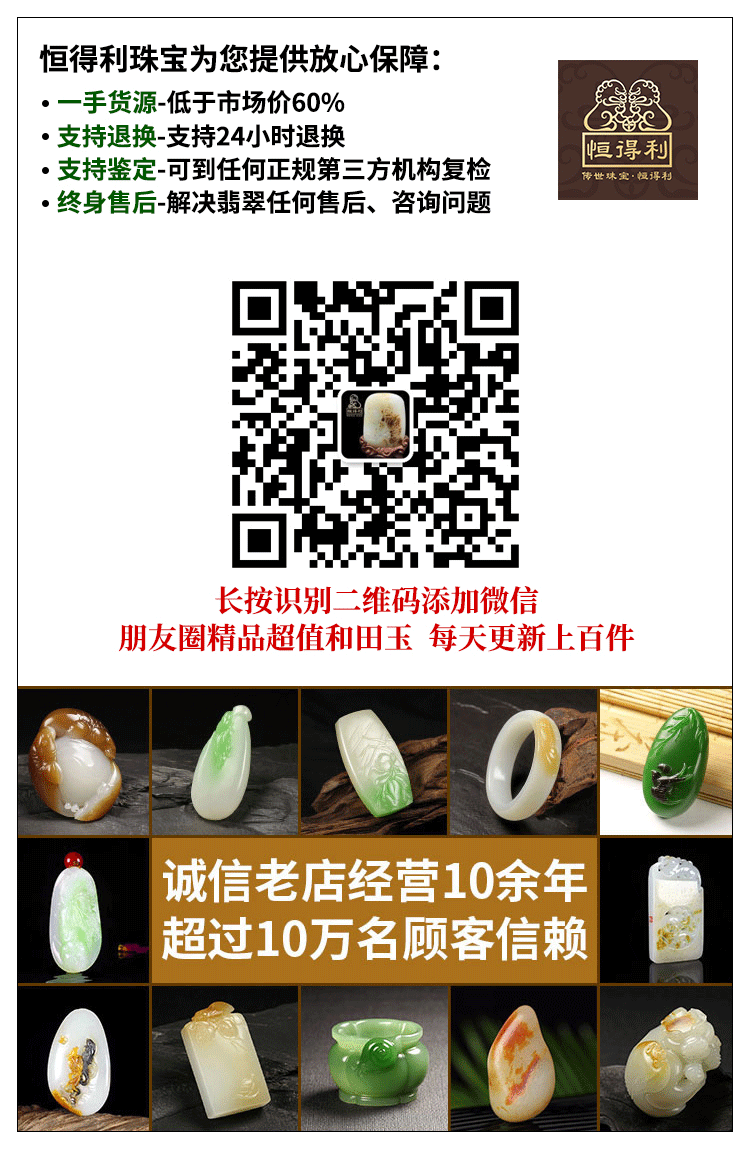 恒得利珠宝为您提供放心保障：
• 一手货源-低于市场价60%
• 支持退换-支持24小时退换
• 支持鉴定-可到任何正规第三方机构复检
• 终身售后-解决翡翠任何售后、咨询问题
恒得利
传世珠宝·恒得利
长按识别二维码添加微信
朋友圈精品超值和田玉 每天更新上百件
诚信老店经营10余年
超过10万名顾客信赖